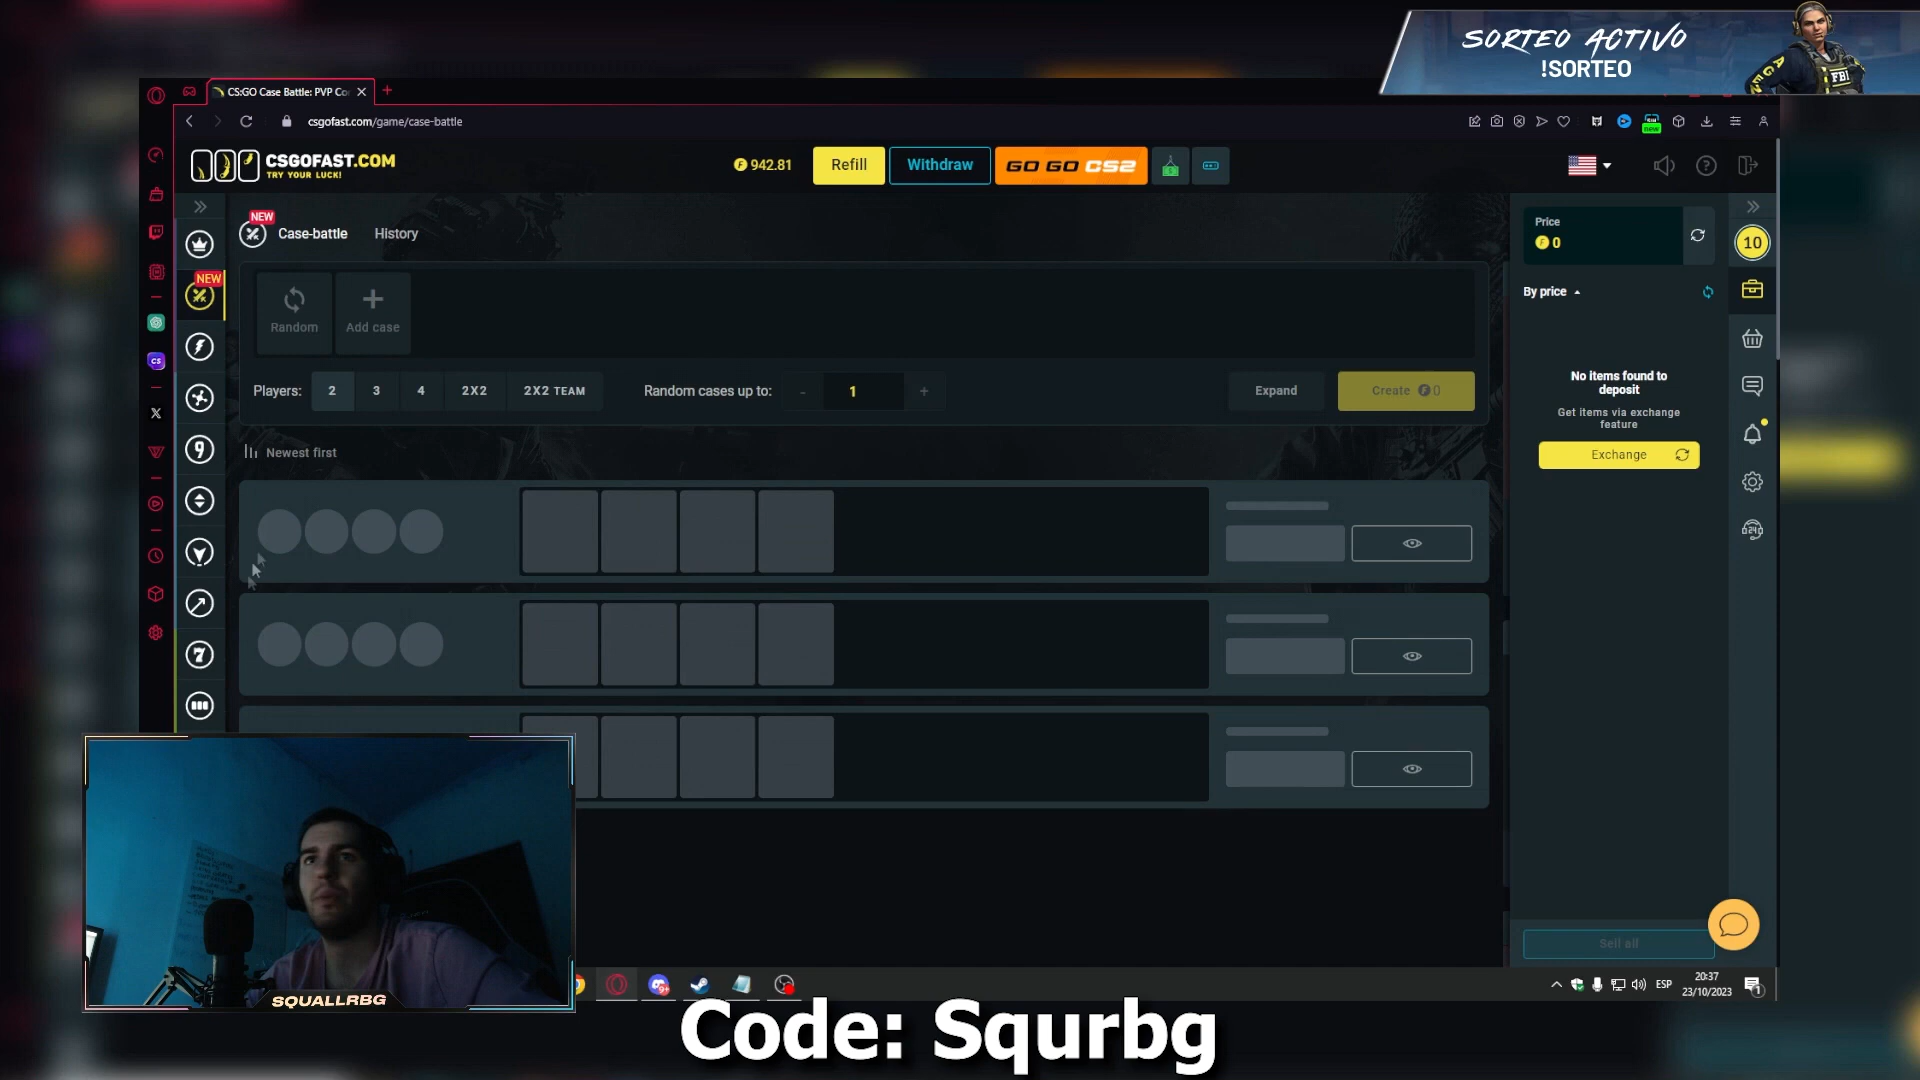 SORTEO ACTIVO
!SORTEO
CS:GO Case Battle: PVP Co
csgofast.com/game/case-battle
CSGOFAST.COM
TRY YOUR LUCK!
942.81
Refill
Withdraw
GO GO CS2
NEW
Case-battle
History
Price
0
10
NEW
Random
Add case
By price
Players:
2
3
4
2X2
2X2 TEAM
Random cases up to:
-
1
+
Expand
Create 0
No items found to
deposit
Get items via exchange
feature
Exchange
Newest first
Sell all
SQUALLRBG
ESP
20:37
23/10/2023
Code: Squrbg